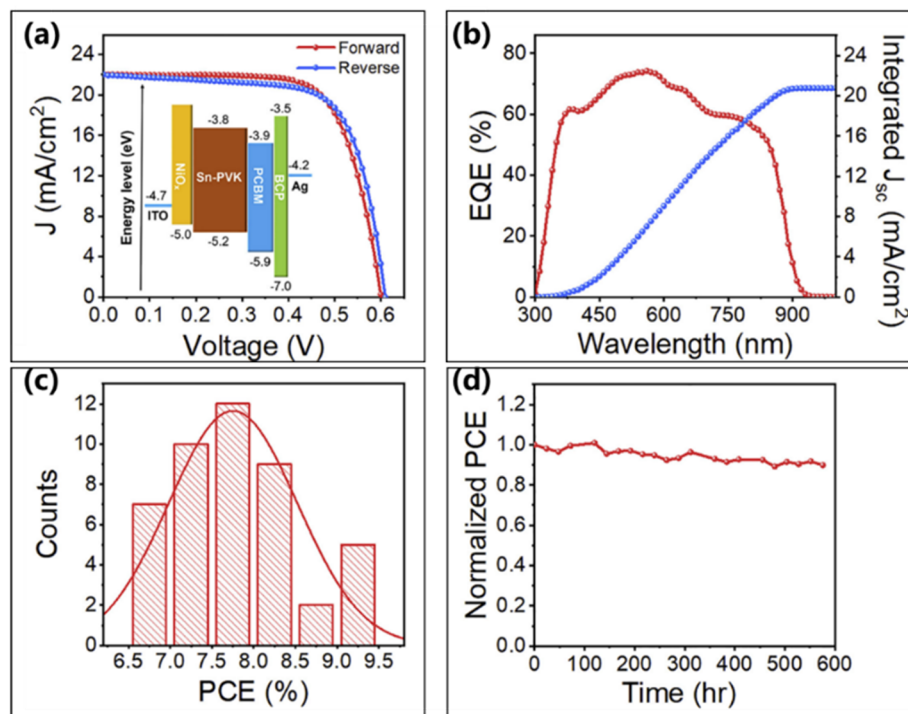 (a)
Forward
Reverse
J (mA/cm²)
22
20
16
12
8
4
0
Energy level (eV)
-4.7
ITO
NiOₓ
-5.0
-3.8
Sn-PVK
-5.2
-3.9
PCBM
-5.9
-3.5
BCP
-7.0
-4.2
Ag
0.0 0.1 0.2 0.3 0.4 0.5 0.6
Voltage (V)
(b)
EQE (%)
80
60
40
20
0
22
20
16
12
8
4
0
Integrated Jsc (mA/cm²)
300 450 600 750 900
Wavelength (nm)
(c)
Counts
12
10
8
6
4
2
0
6.5 7.0 7.5 8.0 8.5 9.0 9.5
PCE (%)
(d)
Normalized PCE
1.2
1.0
0.8
0.6
0.4
0.2
0.0
0 100 200 300 400 500 600
Time (hr)